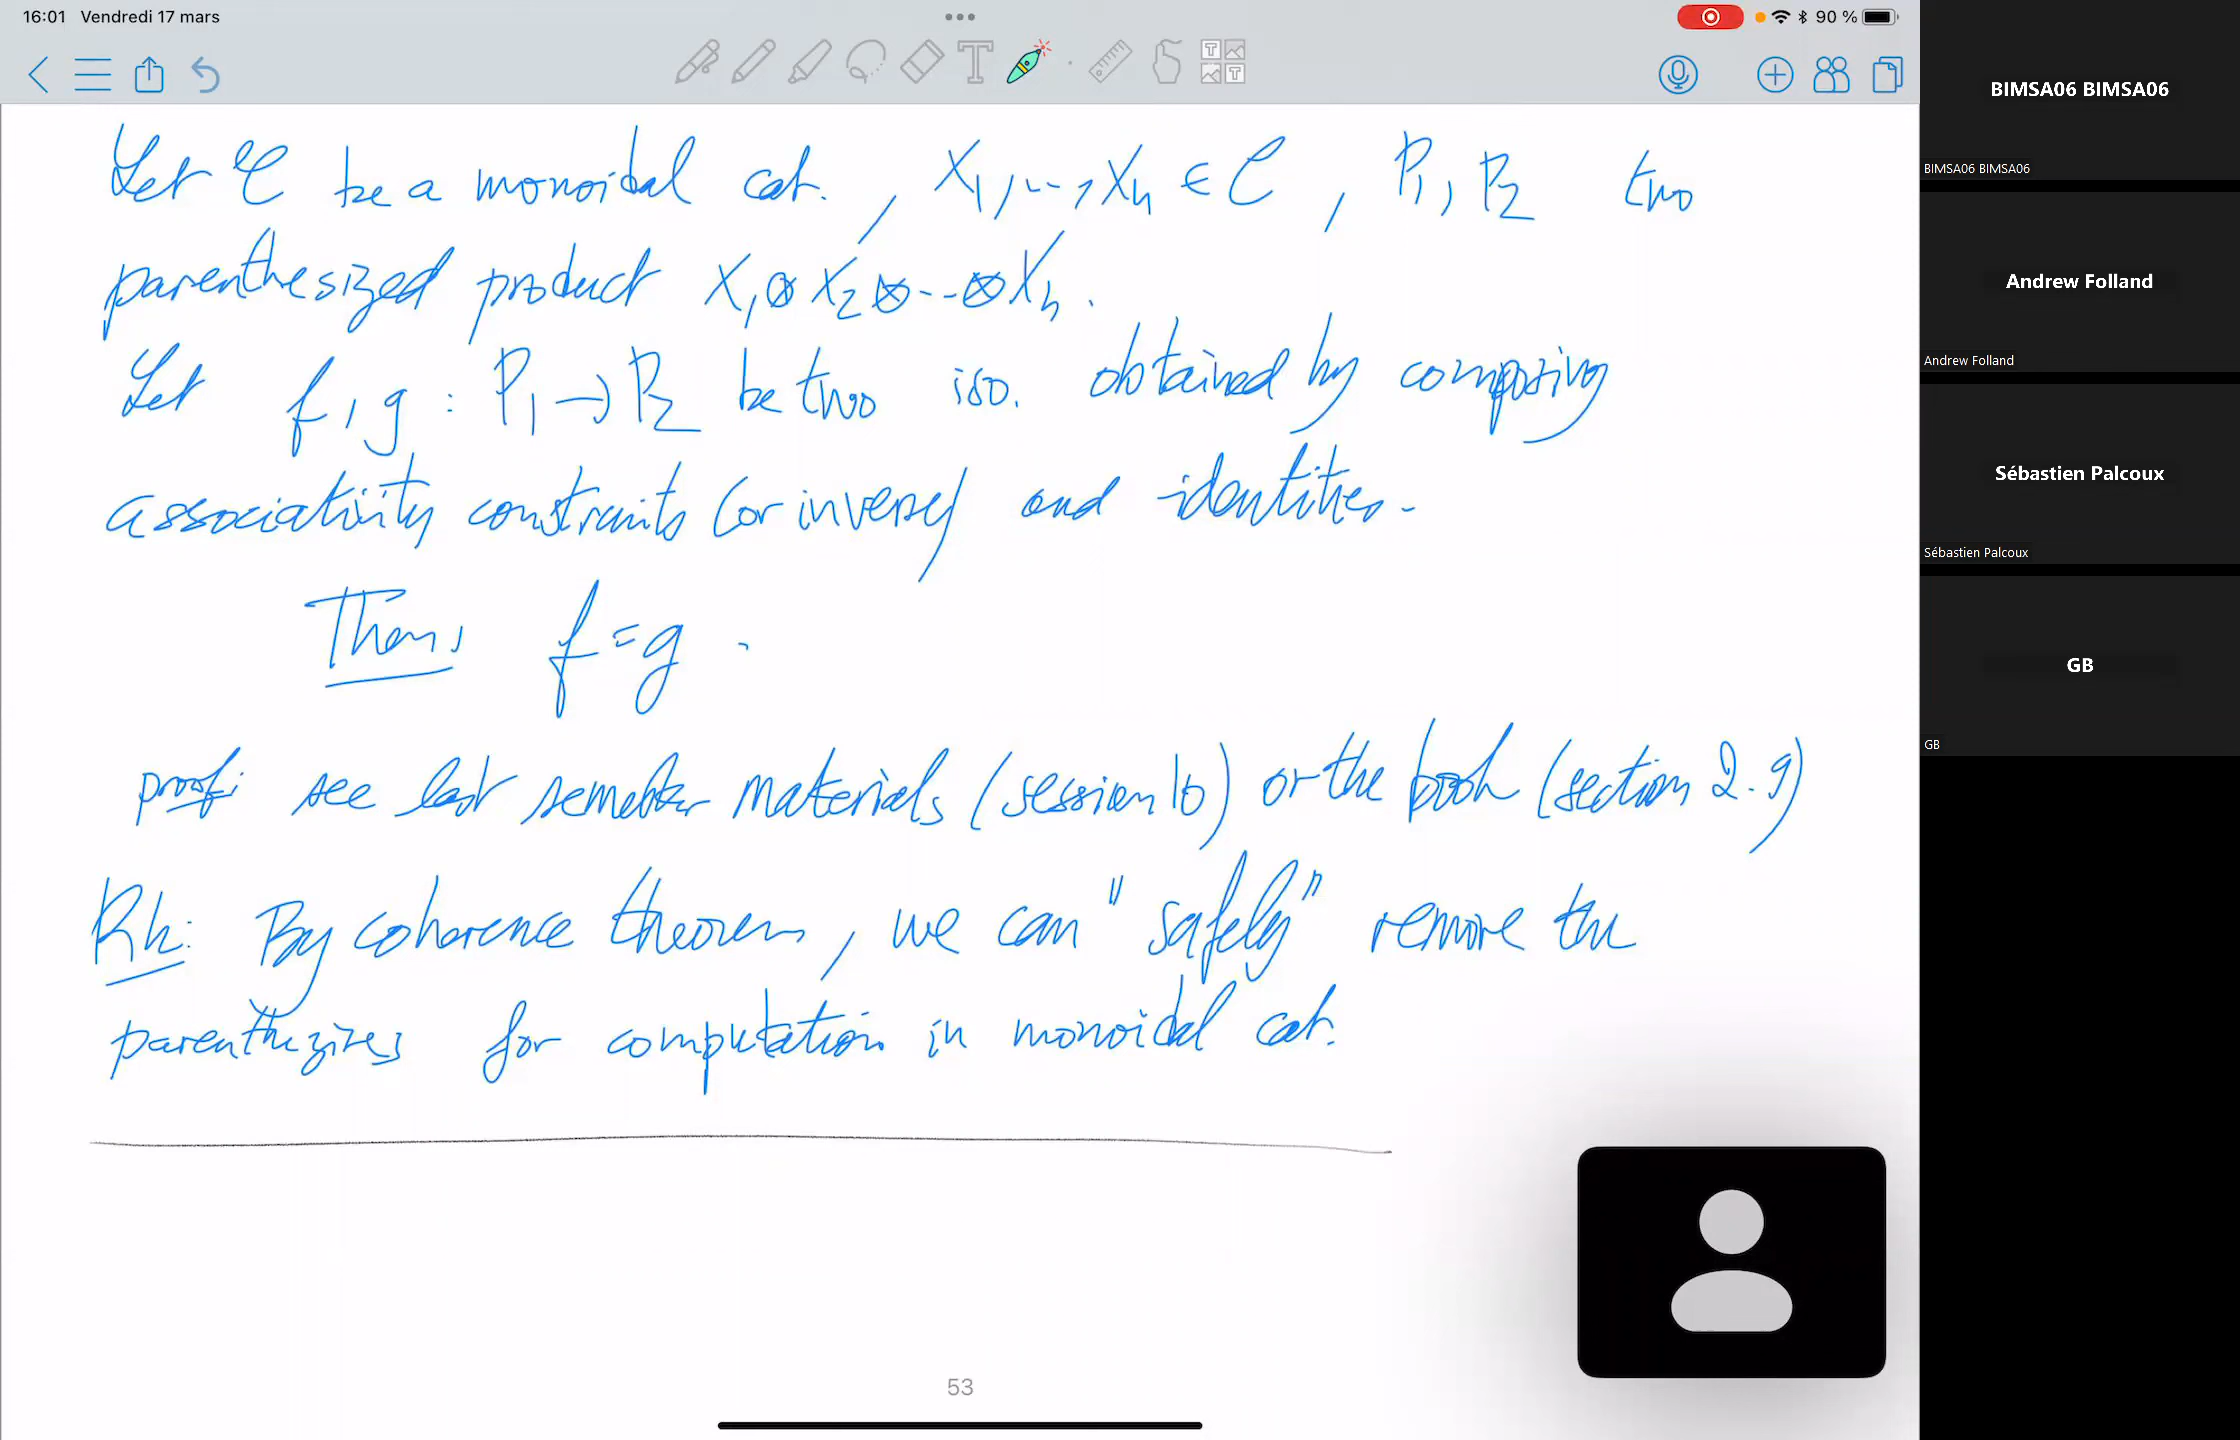 16:01 Vendredi 17 mars
90 %
Let C be a monoidal cat., X1, ..., Xn ∈ C, P1, P2 two
parenthesized product X1⊗X2⊗...⊗Xn.
Let f, g : P1 → P2 be two iso. obtained by composing
associativity constraints (or inverse) and identities.
Then, f = g.
proof: see last semester materials (session 10) or the book (section 2.9)
Rk: By coherence theorem, we can "safely" remove the
for computation in monoidal cat.
53
BIMSA06 BIMSA06
BIMSA06 BIMSA06
Andrew Folland
Andrew Folland
Sébastien Palcoux
Sébastien Palcoux
GB
GB